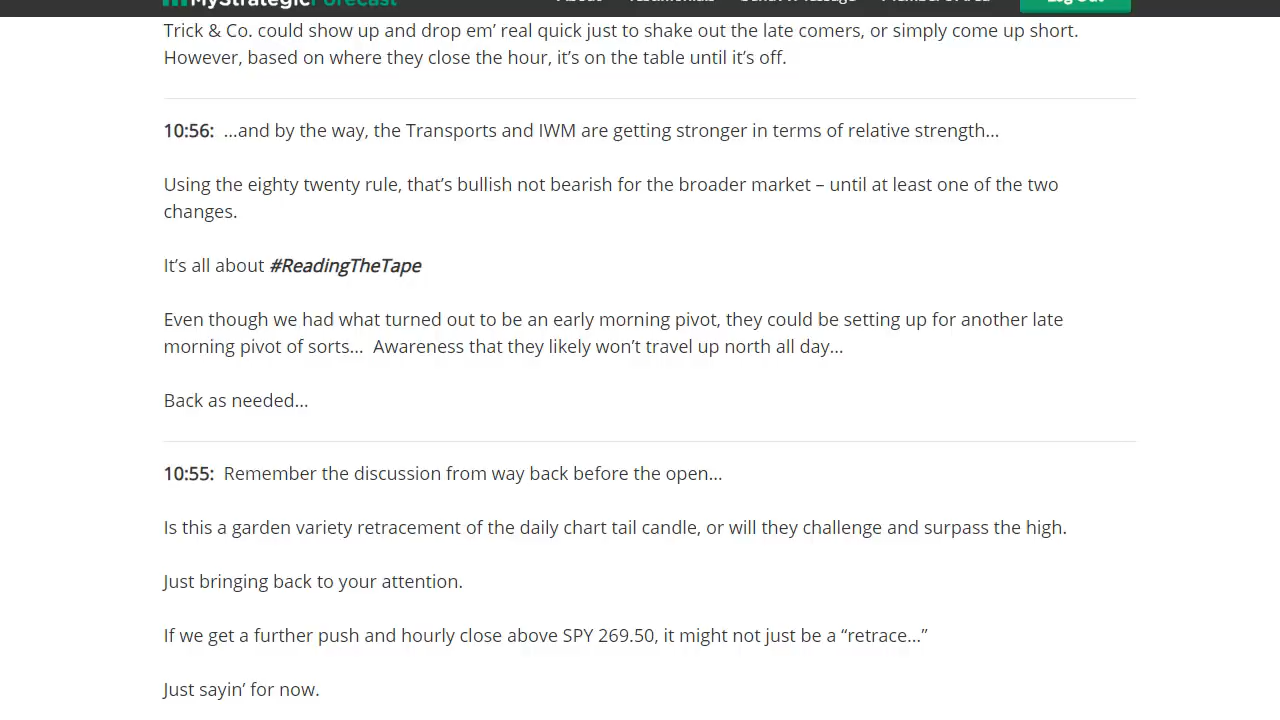 MyStrategicForecast About Testimonials Send A Message Member's Area Log Out
Trick & Co. could show up and drop em’ real quick just to shake out the late comers, or simply come up short.
However, based on where they close the hour, it’s on the table until it’s off.
10:56: …and by the way, the Transports and IWM are getting stronger in terms of relative strength…
Using the eighty twenty rule, that’s bullish not bearish for the broader market – until at least one of the two
changes.
It’s all about #ReadingTheTape
Even though we had what turned out to be an early morning pivot, they could be setting up for another late
morning pivot of sorts… Awareness that they likely won’t travel up north all day…
Back as needed…
10:55: Remember the discussion from way back before the open…
Is this a garden variety retracement of the daily chart tail candle, or will they challenge and surpass the high.
Just bringing back to your attention.
If we get a further push and hourly close above SPY 269.50, it might not just be a “retrace…”
Just sayin’ for now.